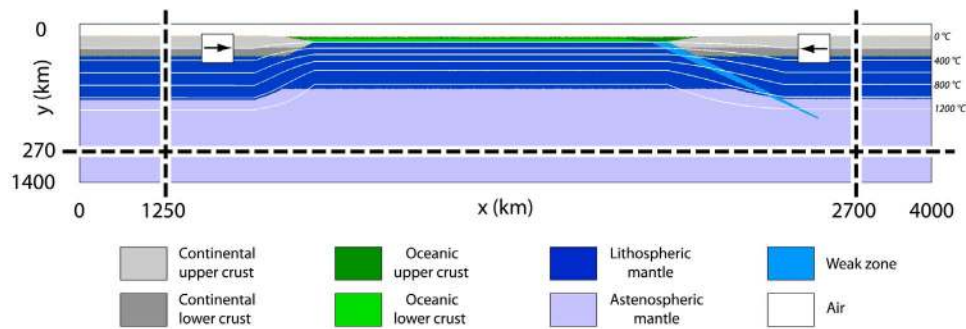 0
y (km)
270
1400
0 °C
400 °C
800 °C
1200 °C
0 1250 x (km) 2700 4000
Continental upper crust
Oceanic upper crust
Lithospheric mantle
Weak zone
Continental lower crust
Oceanic lower crust
Astenospheric mantle
Air